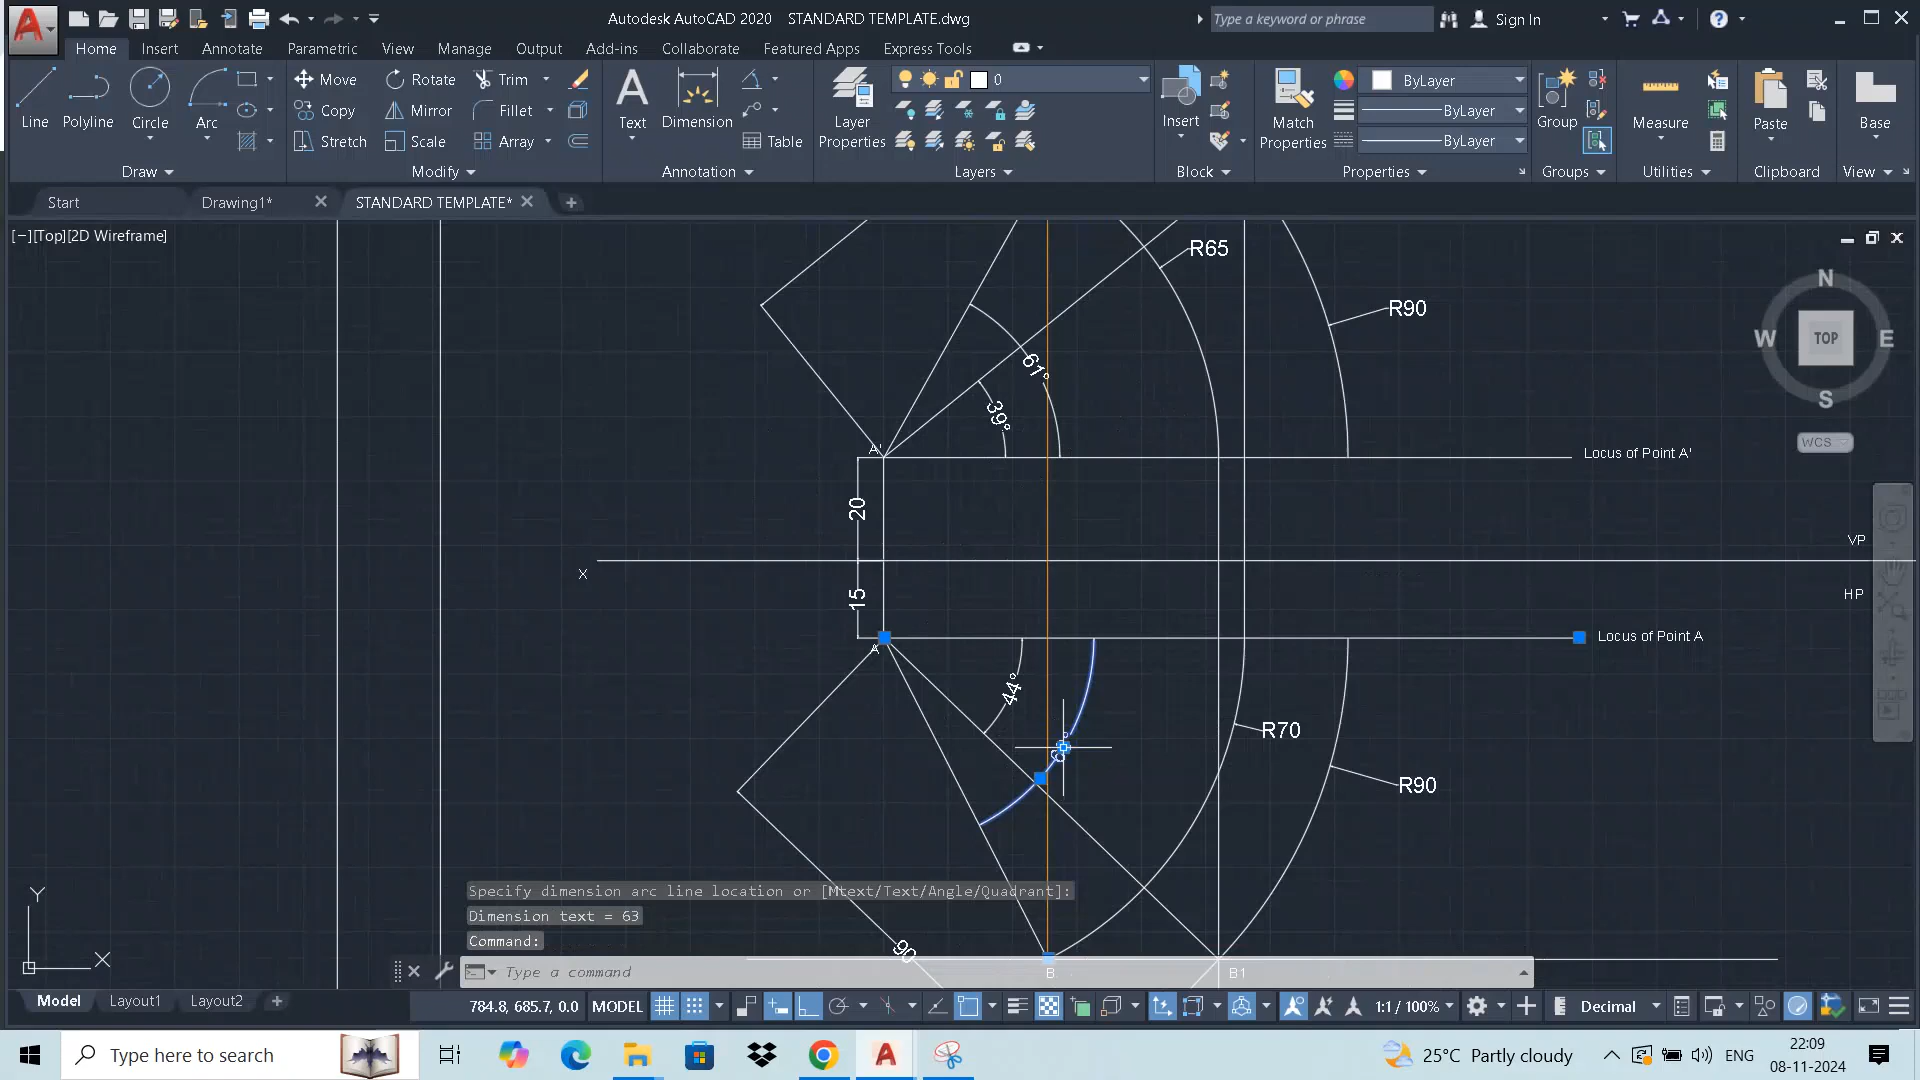 Autodesk AutoCAD 2020 STANDARD TEMPLATE.dwg
Type a keyword or phrase
Sign In
Home Insert Annotate Parametric View Manage Output Add-ins Collaborate Featured Apps Express Tools
Line Polyline Circle Arc
Move Rotate Trim
Copy Mirror Fillet
Stretch Scale Array
Text Dimension Table
Layer Properties
0
Insert
Match Properties
ByLayer
ByLayer
ByLayer
Group Measure Paste Base
Draw Modify Annotation Layers Block Properties Groups Utilities Clipboard View
Start Drawing1* STANDARD TEMPLATE*
[−][Top][2D Wireframe]
N
W TOP E
S
WCS
R65
R90
61°
39°
A' Locus of Point A'
20
VP
X
15
HP
A Locus of Point A
44°
R70
R90
90
B B1
Y
X
Specify dimension arc line location or [Mtext/Text/Angle/Quadrant]:
Dimension text = 63
Command:
Type a command
Model Layout1 Layout2
784.8, 685.7, 0.0 MODEL
1:1 / 100%
Decimal
Type here to search
25°C Partly cloudy
ENG
22:09
08-11-2024